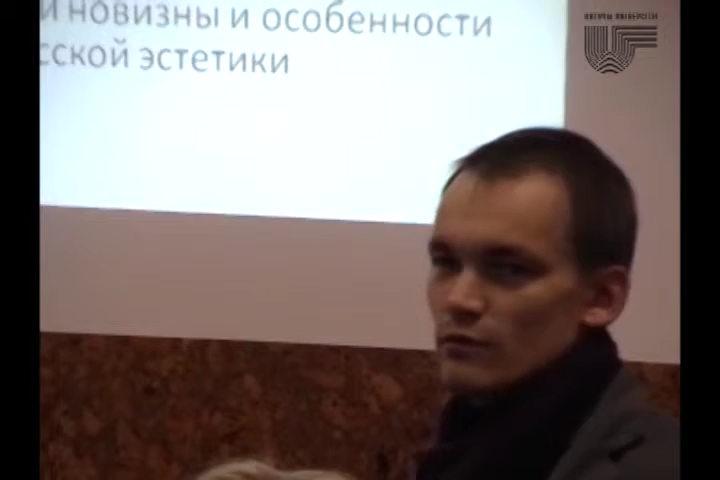 и новизны и особенности
сской эстетики